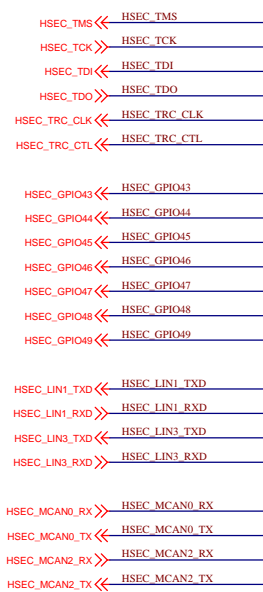 HSEC_TMS HSEC_TMS
HSEC_TCK HSEC_TCK
HSEC_TDI HSEC_TDI
HSEC_TDO HSEC_TDO
HSEC_TRC_CLK HSEC_TRC_CLK
HSEC_TRC_CTL HSEC_TRC_CTL
HSEC_GPIO43 HSEC_GPIO43
HSEC_GPIO44 HSEC_GPIO44
HSEC_GPIO45 HSEC_GPIO45
HSEC_GPIO46 HSEC_GPIO46
HSEC_GPIO47 HSEC_GPIO47
HSEC_GPIO48 HSEC_GPIO48
HSEC_GPIO49 HSEC_GPIO49
HSEC_LIN1_TXD HSEC_LIN1_TXD
HSEC_LIN1_RXD HSEC_LIN1_RXD
HSEC_LIN3_TXD HSEC_LIN3_TXD
HSEC_LIN3_RXD HSEC_LIN3_RXD
HSEC_MCAN0_RX HSEC_MCAN0_RX
HSEC_MCAN0_TX HSEC_MCAN0_TX
HSEC_MCAN2_RX HSEC_MCAN2_RX
HSEC_MCAN2_TX HSEC_MCAN2_TX